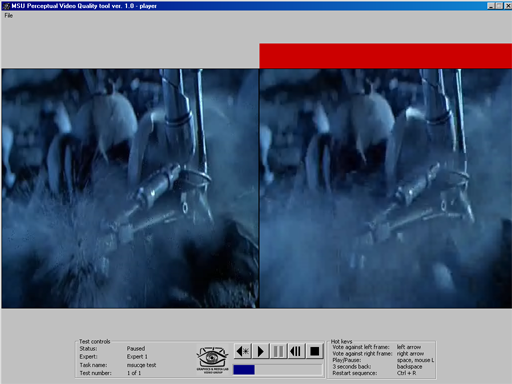 MSU Perceptual Video Quality tool ver. 1.0 - player
File
Test controls
Status: Paused
Expert: Expert 1
Task name: msucqe test
Test number: 1 of 1
GRAPHICS & MEDIA LAB
VIDEO GROUP
Hot keys
Vote against left frame: left arrow
Vote against right frame: right arrow
Play/Pause: space, mouse L
3 seconds back: backspace
Restart sequence: Ctrl + R